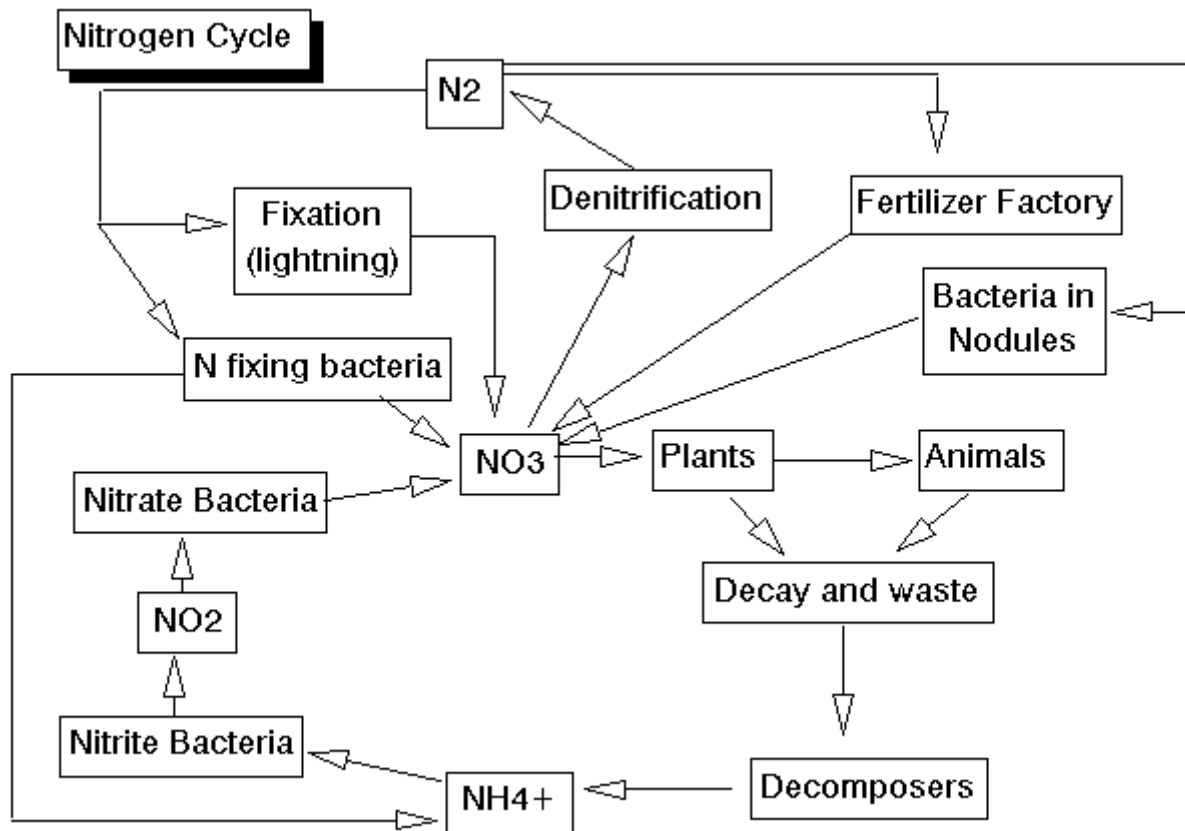 Nitrogen Cycle
N2
Fixation
(lightning)
Denitrification
Fertilizer Factory
Bacteria in
Nodules
N fixing bacteria
NO3
Plants
Animals
Nitrate Bacteria
Decay and waste
NO2
Nitrite Bacteria
NH4+
Decomposers